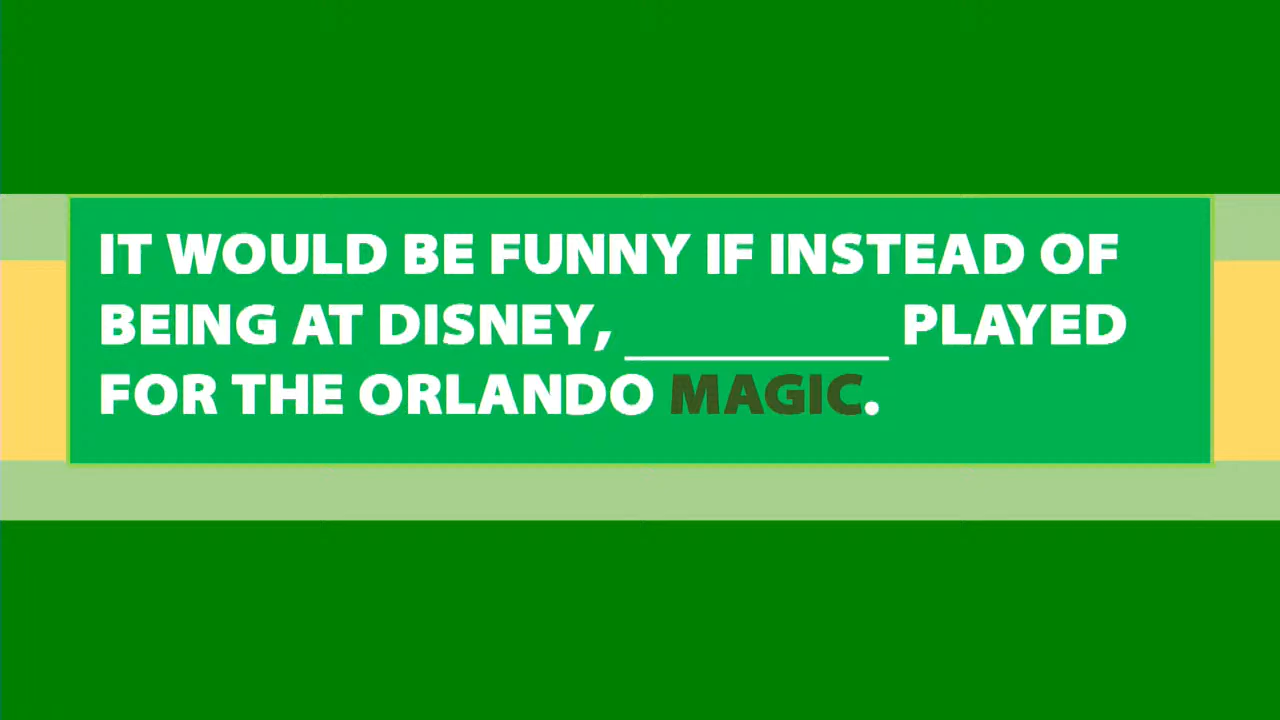 IT WOULD BE FUNNY IF INSTEAD OF
BEING AT DISNEY, __________ PLAYED
FOR THE ORLANDO MAGIC.